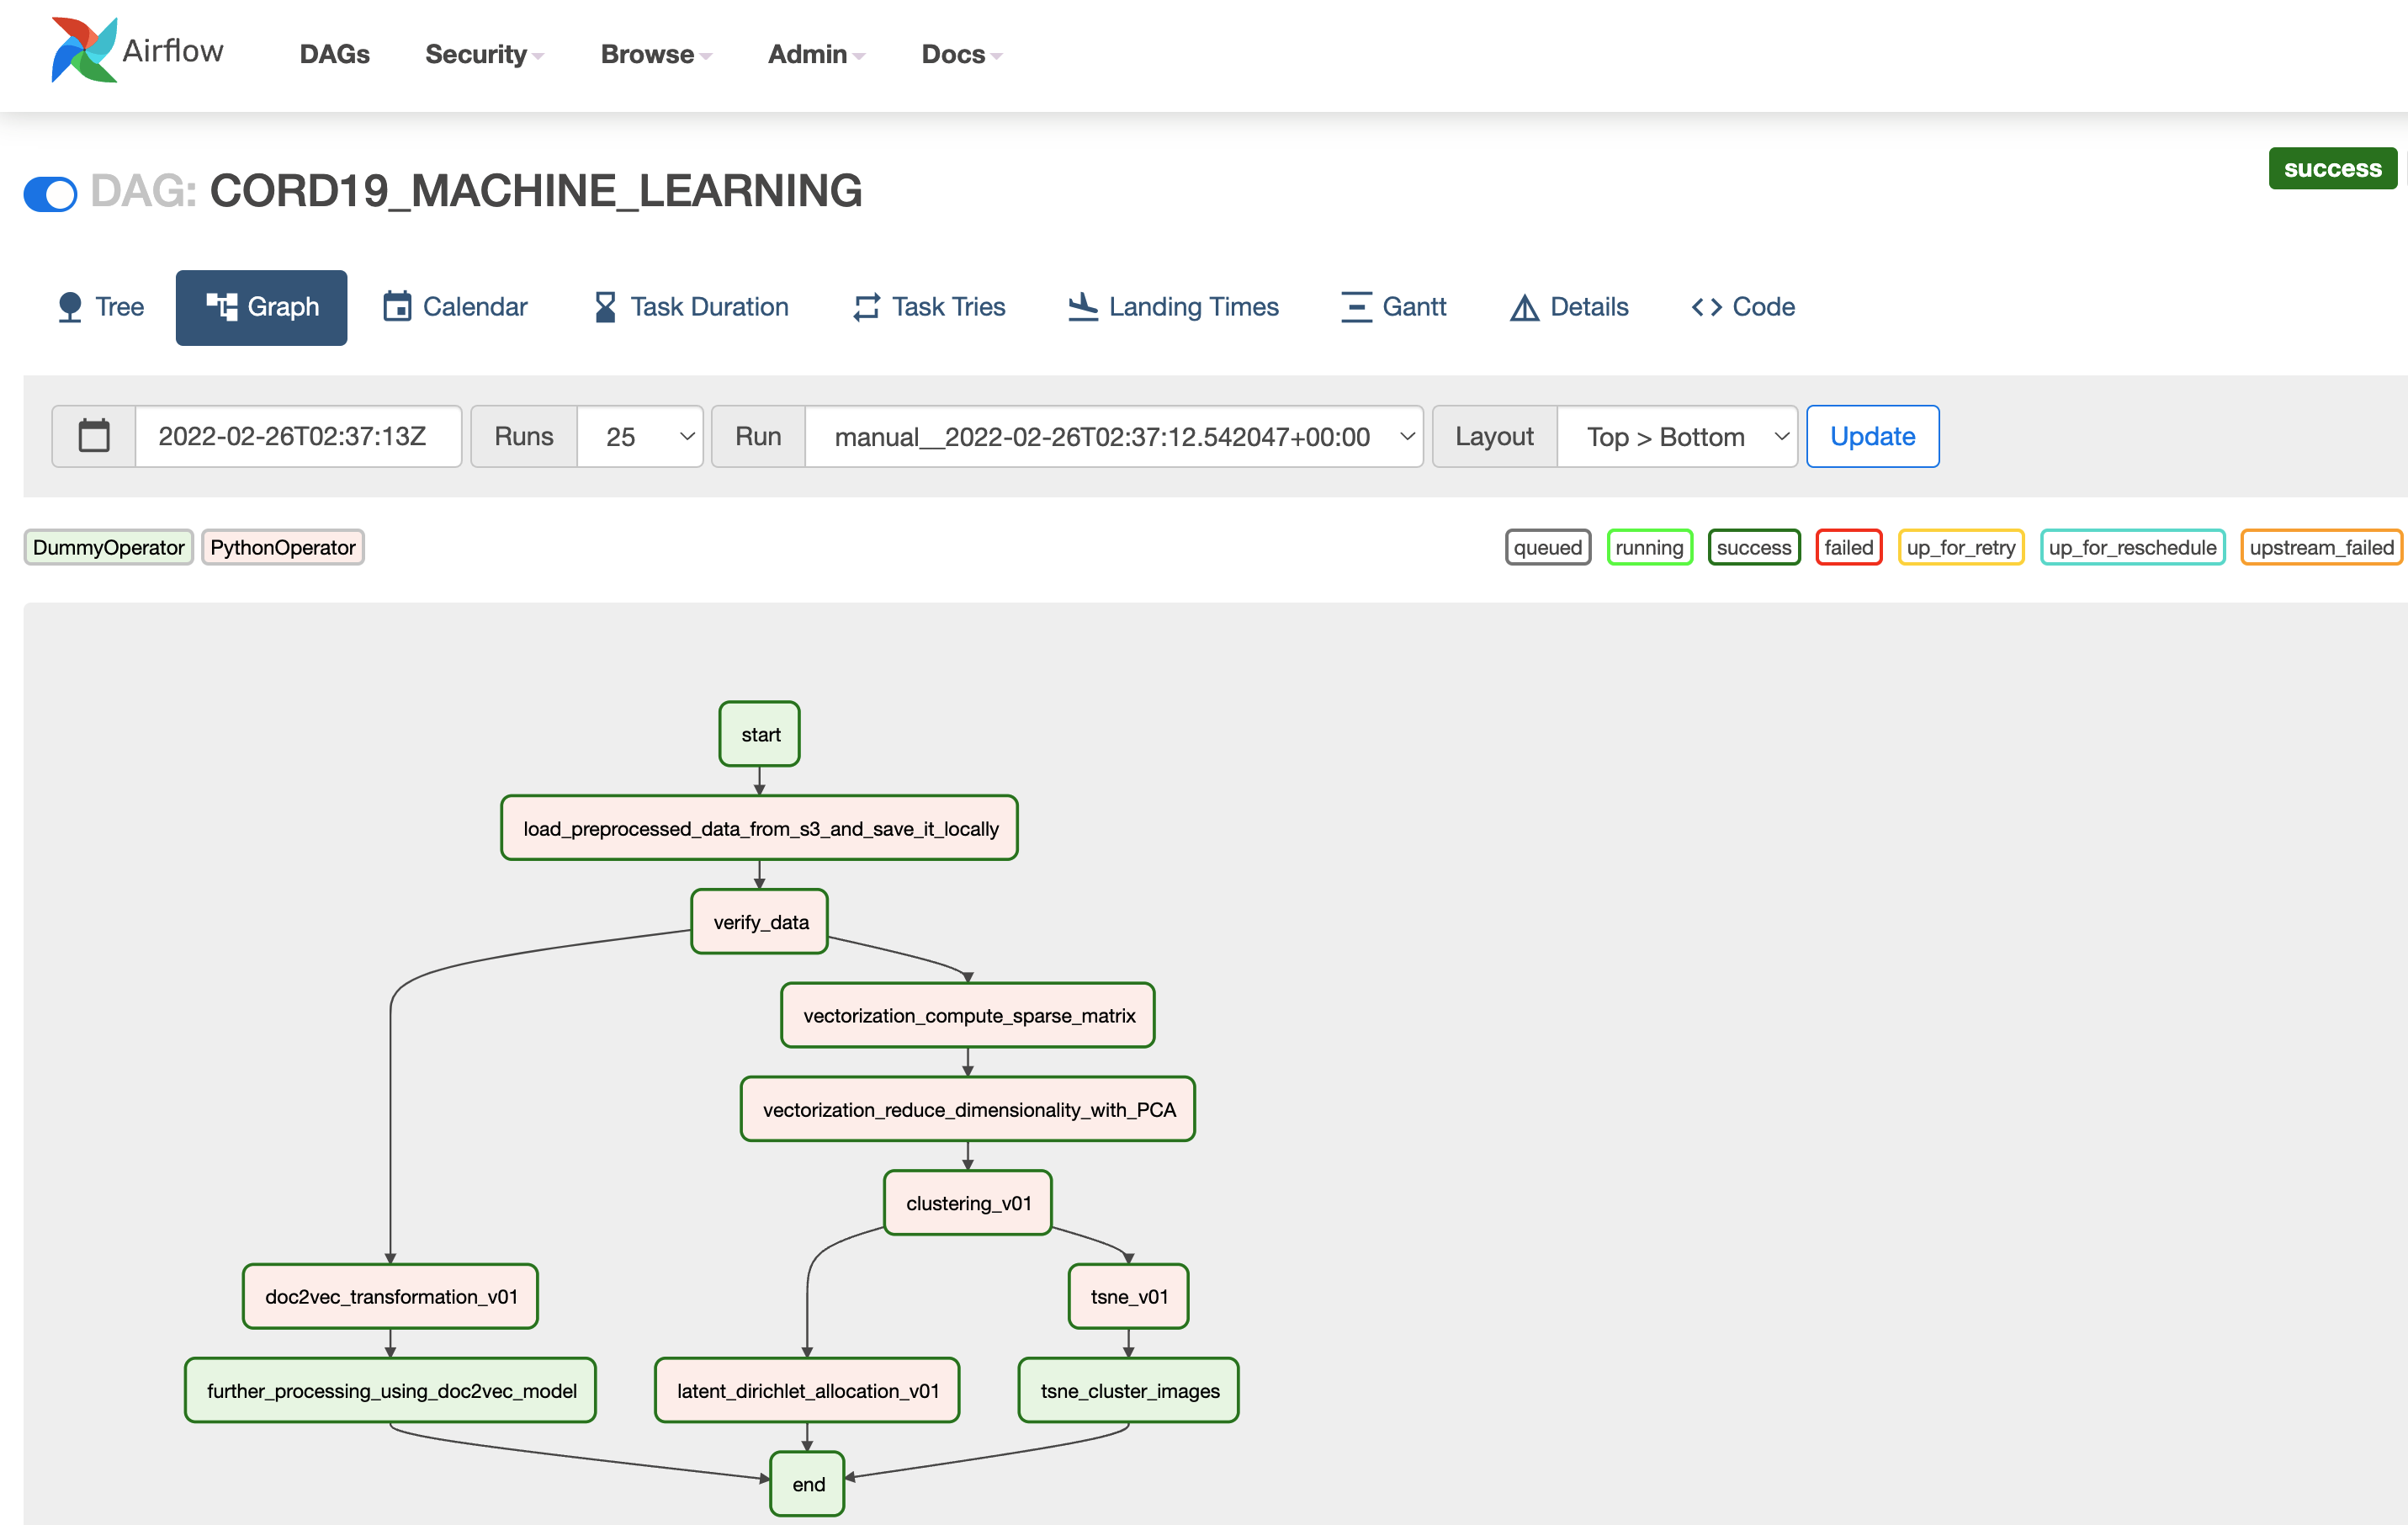 Airflow DAGs Security Browse Admin Docs
success
DAG: CORD19_MACHINE_LEARNING
Tree Graph Calendar Task Duration Task Tries Landing Times Gantt Details Code
2022-02-26T02:37:13Z Runs 25 Run manual__2022-02-26T02:37:12.542047+00:00 Layout Top > Bottom Update
DummyOperator PythonOperator queued running success failed up_for_retry up_for_reschedule upstream_failed
start
load_preprocessed_data_from_s3_and_save_it_locally
verify_data
vectorization_compute_sparse_matrix
vectorization_reduce_dimensionality_with_PCA
clustering_v01
doc2vec_transformation_v01 tsne_v01
further_processing_using_doc2vec_model latent_dirichlet_allocation_v01 tsne_cluster_images
end